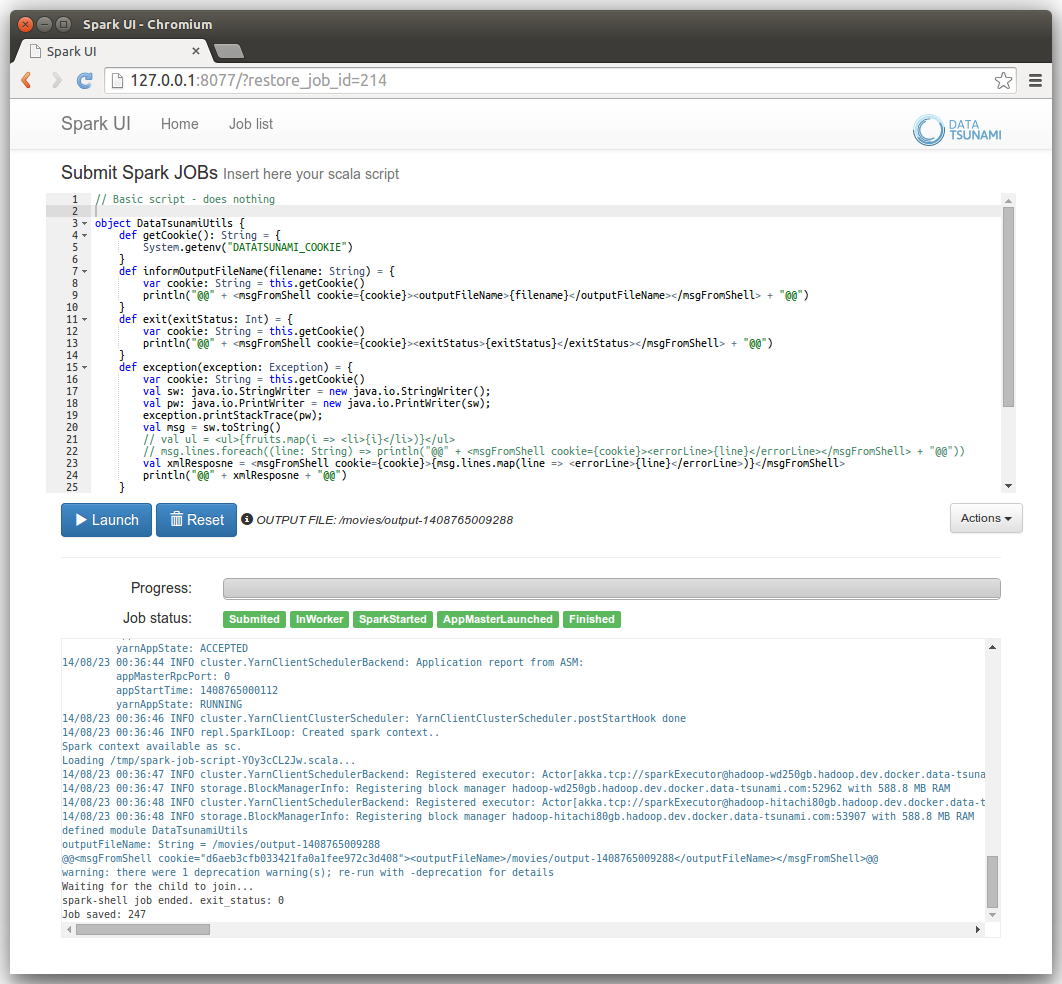 Spark UI - Chromium
Spark UI
127.0.0.1:8077/?restore_job_id=214
Spark UI Home Job list
DATA
TSUNAMI
Submit Spark JOBs Insert here your scala script
1 // Basic script - does nothing
2
3 object DataTsunamiUtils {
4 def getCookie(): String = {
5 System.getenv("DATATSUNAMI_COOKIE")
6 }
7 def informOutputFileName(filename: String) = {
8 var cookie: String = this.getCookie()
9 println("@@" + <msgFromShell cookie={cookie}><outputFileName>{filename}</outputFileName></msgFromShell> + "@@")
10 }
11 def exit(exitStatus: Int) = {
12 var cookie: String = this.getCookie()
13 println("@@" + <msgFromShell cookie={cookie}><exitStatus>{exitStatus}</exitStatus></msgFromShell> + "@@")
14 }
15 def exception(exception: Exception) = {
16 var cookie: String = this.getCookie()
17 val sw: java.io.StringWriter = new java.io.StringWriter();
18 val pw: java.io.PrintWriter = new java.io.PrintWriter(sw);
19 exception.printStackTrace(pw);
20 val msg = sw.toString()
21 // val ul = <ul>{fruits.map(i => <li>{i}</li>)}</ul>
22 // msg.lines.foreach((line: String) => println("@@" + <msgFromShell cookie={cookie}><errorLine>{line}</errorLine></msgFromShell> + "@@"))
23 val xmlResposne = <msgFromShell cookie={cookie}>{msg.lines.map(line => <errorLine>{line}</errorLine>)}</msgFromShell>
24 println("@@" + xmlResposne + "@@")
25 }
Launch Reset OUTPUT FILE: /movies/output-1408765009288 Actions
Progress:
Job status: Submited InWorker SparkStarted AppMasterLaunched Finished
yarnAppState: ACCEPTED
14/08/23 00:36:44 INFO cluster.YarnClientSchedulerBackend: Application report from ASM:
appMasterRpcPort: 0
appStartTime: 1408765000112
yarnAppState: RUNNING
14/08/23 00:36:46 INFO cluster.YarnClientClusterScheduler: YarnClientClusterScheduler.postStartHook done
14/08/23 00:36:46 INFO repl.SparkILoop: Created spark context..
Spark context available as sc.
Loading /tmp/spark-job-script-YOy3cCL2Jw.scala...
14/08/23 00:36:47 INFO cluster.YarnClientSchedulerBackend: Registered executor: Actor[akka.tcp://sparkExecutor@hadoop-wd250gb.hadoop.dev.docker.data-tsuna
14/08/23 00:36:47 INFO storage.BlockManagerInfo: Registering block manager hadoop-wd250gb.hadoop.dev.docker.data-tsunami.com:52962 with 588.8 MB RAM
14/08/23 00:36:48 INFO cluster.YarnClientSchedulerBackend: Registered executor: Actor[akka.tcp://sparkExecutor@hadoop-hitachi80gb.hadoop.dev.docker.data-t
14/08/23 00:36:48 INFO storage.BlockManagerInfo: Registering block manager hadoop-hitachi80gb.hadoop.dev.docker.data-tsunami.com:53907 with 588.8 MB RAM
defined module DataTsunamiUtils
outputFileName: String = /movies/output-1408765009288
@@<msgFromShell cookie="d6aeb3cfb033421fa0a1fee972c3d408"><outputFileName>/movies/output-1408765009288</outputFileName></msgFromShell>@@
warning: there were 1 deprecation warning(s); re-run with -deprecation for details
Waiting for the child to join...
spark-shell job ended. exit_status: 0
Job saved: 247